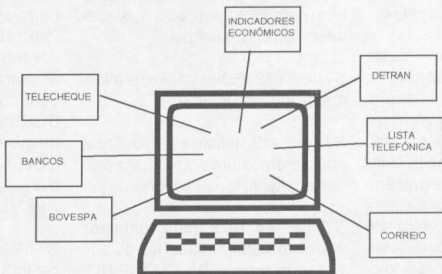 INDICADORES
ECONÔMICOS
DETRAN
TELECHEQUE
LISTA
TELEFÔNICA
BANCOS
BOVESPA
CORREIO